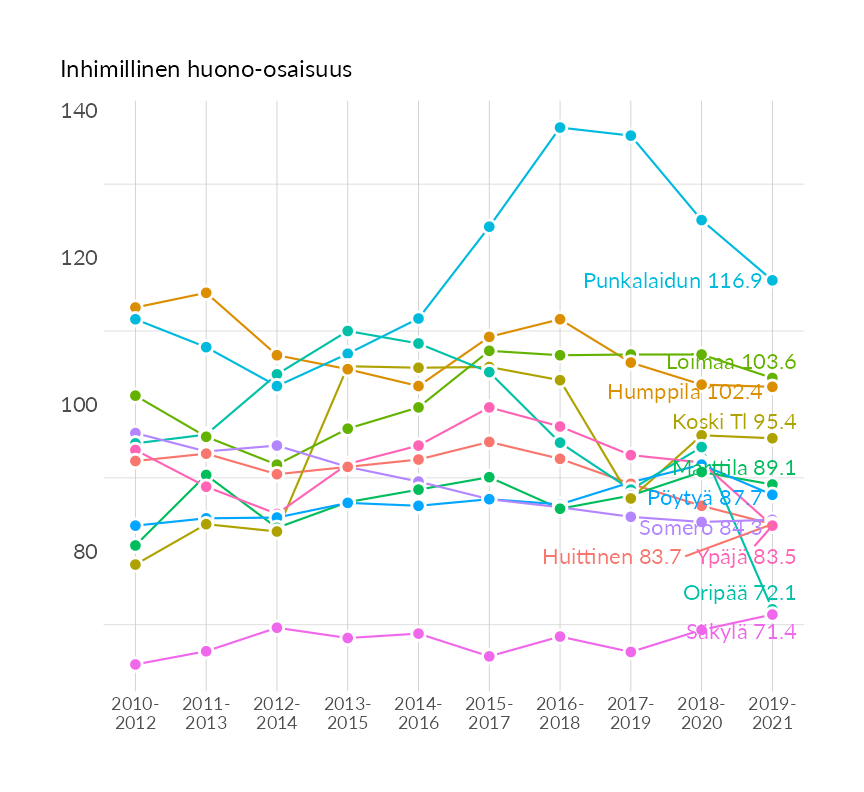 Inhimillinen huono-osaisuus
140
120
100
80
Punkalaidun 116.9
Loimaa 103.6
Humppila 102.4
Koski Tl 95.4
Marttila 89.1
Pöytyä 87.7
Somero 84.3
Huittinen 83.7
Ypäjä 83.5
Oripää 72.1
Säkylä 71.4
2010- 2011- 2012- 2013- 2014- 2015- 2016- 2017- 2018- 2019-
2012 2013 2014 2015 2016 2017 2018 2019 2020 2021